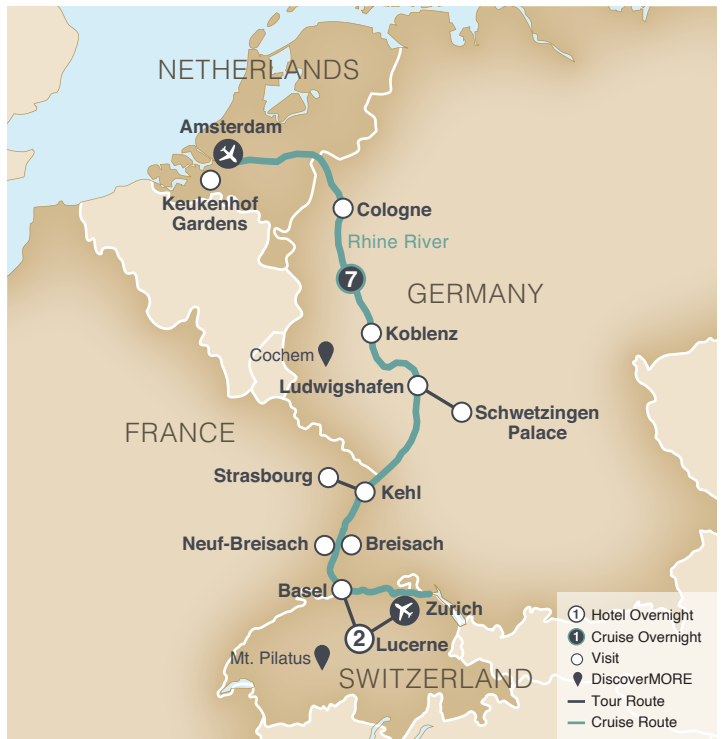 NETHERLANDS
Amsterdam
Keukenhof
Gardens
Cologne
Rhine River
7
GERMANY
Koblenz
Cochem
Ludwigshafen
Schwetzingen
Palace
FRANCE
Strasbourg
Kehl
Neuf-Breisach
Breisach
Basel
Zurich
2
Lucerne
Mt. Pilatus
SWITZERLAND
1 Hotel Overnight
1 Cruise Overnight
Visit
DiscoverMORE
Tour Route
Cruise Route